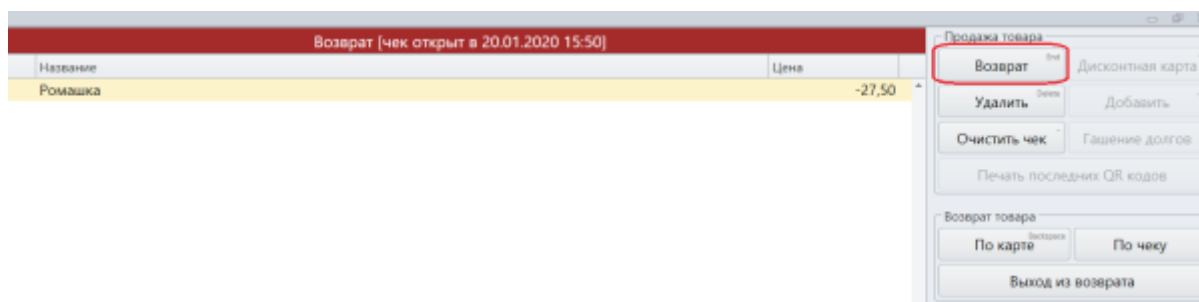 Возврат [чек открыт в 20.01.2020 15:50]
Название Цена
Ромашка -27,50
Продажа товара
Возврат End Дисконтная карта
Удалить Delete Добавить
Очистить чек Гашение долгов
Печать последних QR кодов
Возврат товара
По карте Backspace По чеку
Выход из возврата